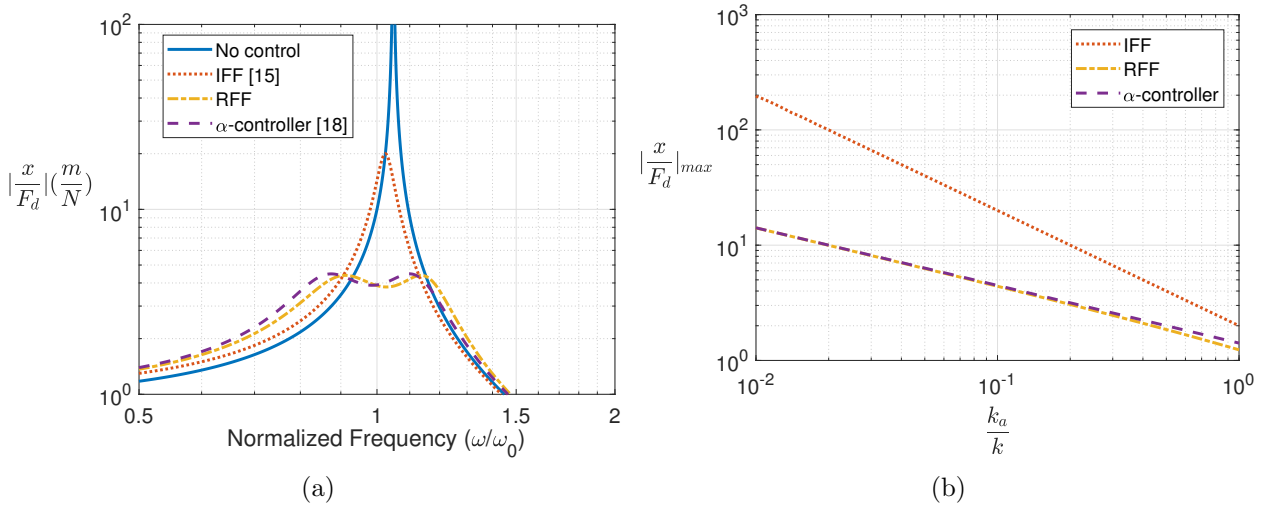 10^2
10^1
10^0
|x/F_d|(m/N)
No control
IFF [15]
RFF
α-controller [18]
0.5
1
1.5
2
Normalized Frequency (ω/ω_0)
(a)
10^3
10^2
10^1
10^0
|x/F_d|_max
IFF
RFF
α-controller
10^-2
10^-1
10^0
k_a/k
(b)